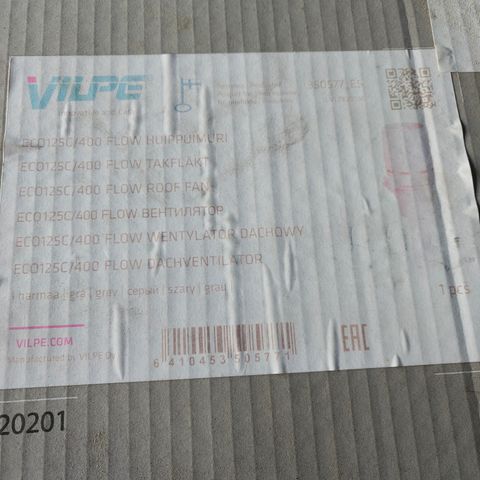 VILPE
Innovative and Care
350577_ES
ECO125C/400 FLOW HUIPPUIMURI
ECO125C/400 FLOW TAKFLÄKT
ECO125C/400 FLOW ROOF FAN
ECO125C/400 FLOW ВЕНТИЛЯТОР
ECO125C/400 FLOW WENTYLATOR DACHOWY
ECO125C/400 FLOW DACHVENTILATOR
harmaa | grå | gray | серый | szary | grau
1 pcs
VILPE.COM
Manufactured by VILPE Oy
6 410453 505771
EAC
20201